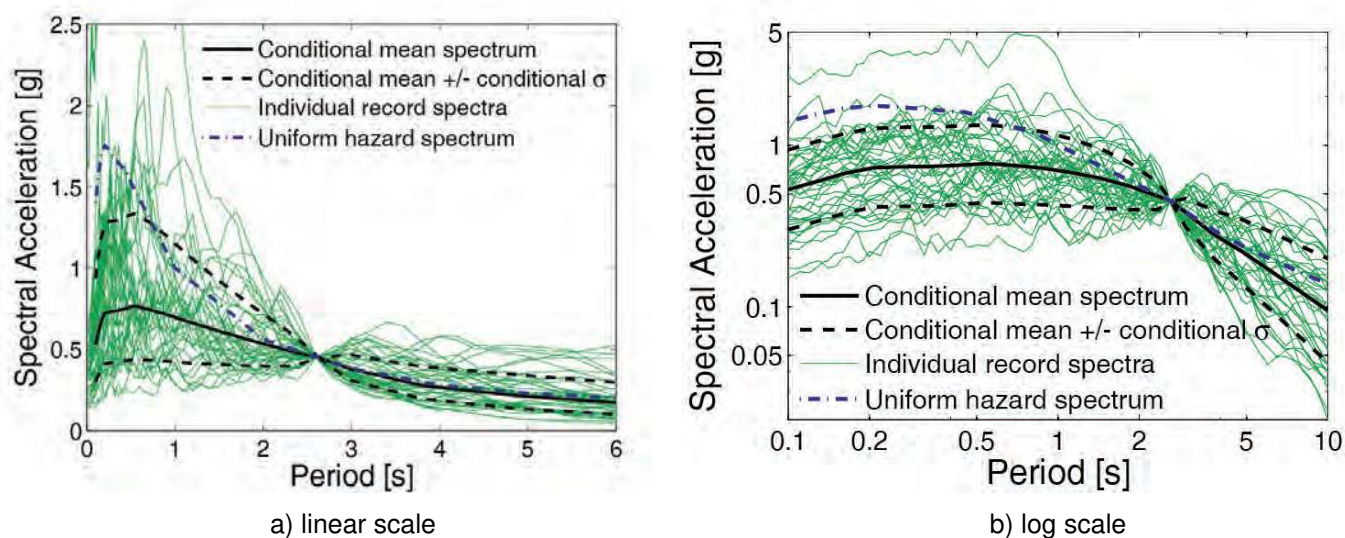 2.5
2
1.5
1
0.5
0
0 1 2 3 4 5 6
Spectral Acceleration [g]
Period [s]
Conditional mean spectrum
Conditional mean +/- conditional σ
Individual record spectra
Uniform hazard spectrum
a) linear scale
5
1
0.5
0.1
0.05
0.1 0.2 0.5 1 2 5 10
Spectral Acceleration [g]
Period [s]
Conditional mean spectrum
Conditional mean +/- conditional σ
Individual record spectra
Uniform hazard spectrum
b) log scale